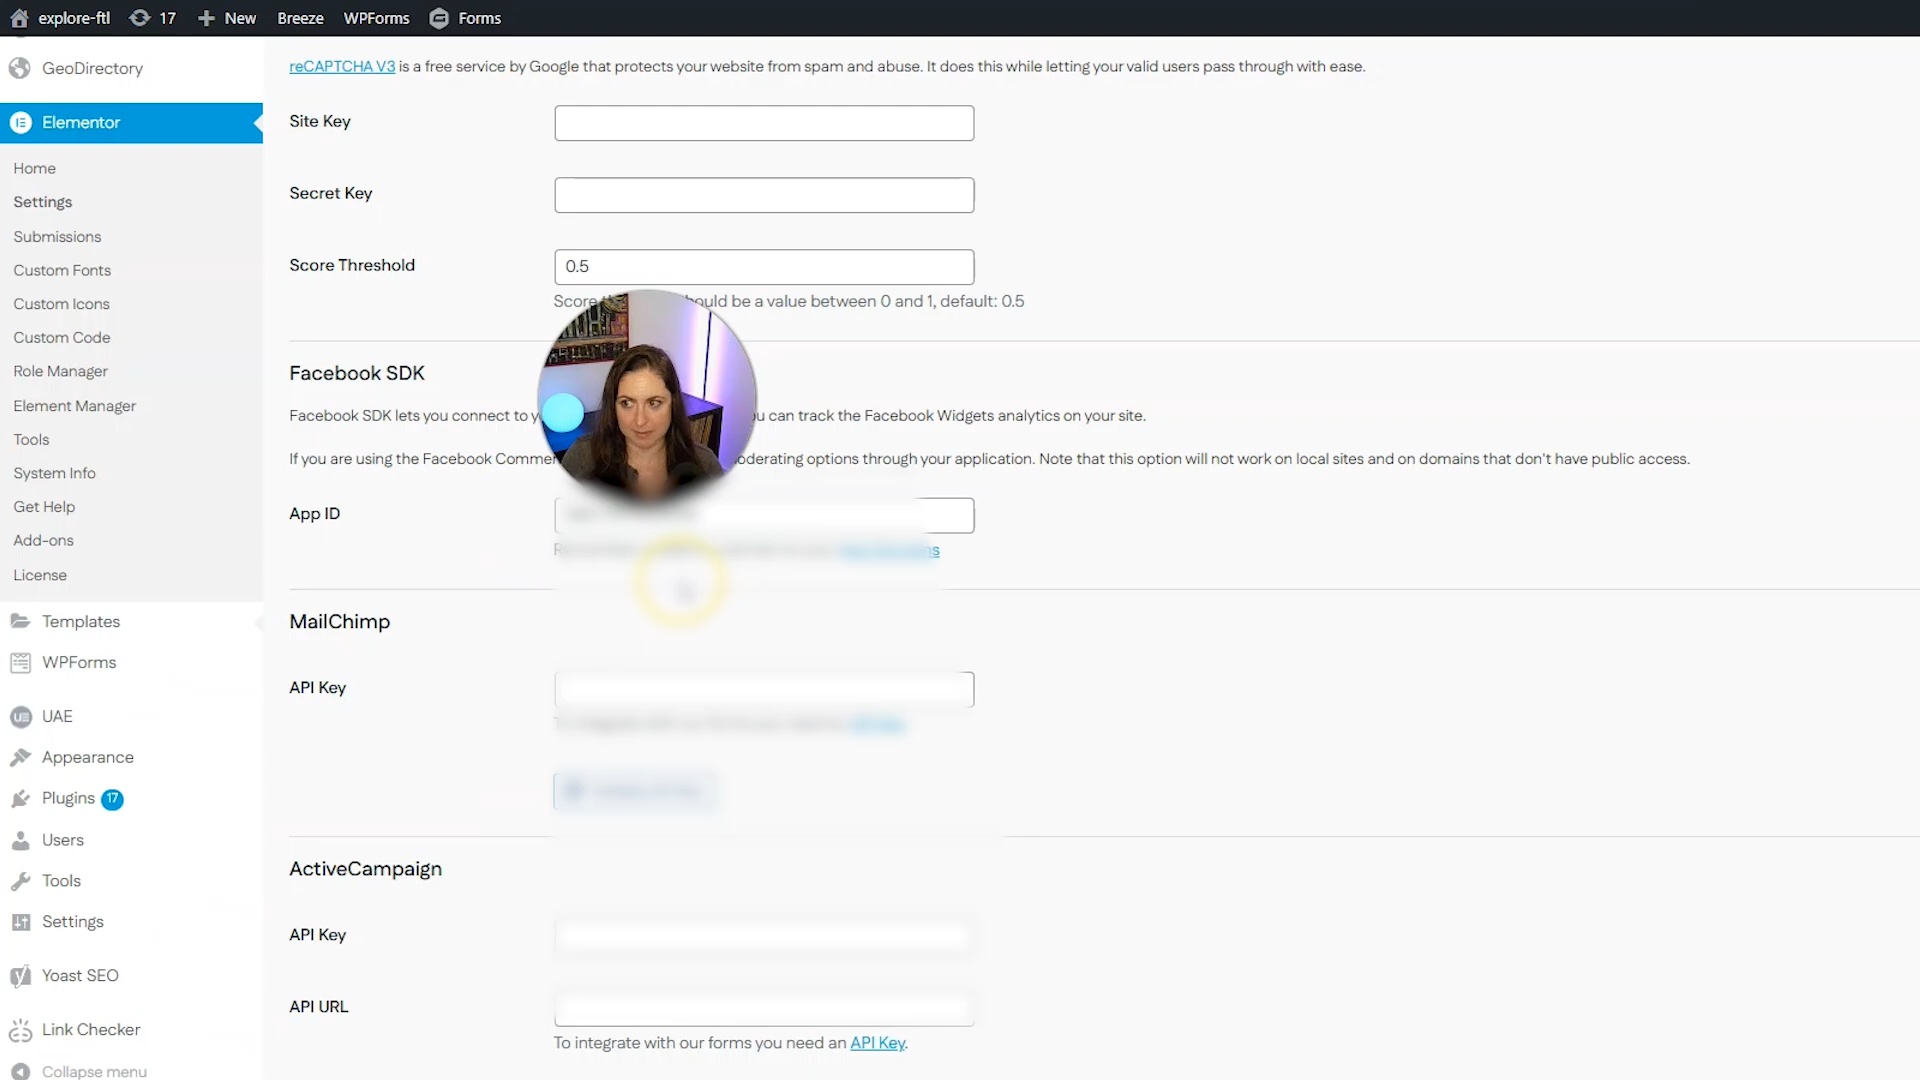 explore-ftl 17 New Breeze WPForms Forms
GeoDirectory
Elementor
Home
Settings
Submissions
Custom Fonts
Custom Icons
Custom Code
Role Manager
Element Manager
Tools
System Info
Get Help
Add-ons
License
Templates
WPForms
UAE
Appearance
Plugins 17
Users
Tools
Settings
Yoast SEO
Link Checker
Collapse menu
reCAPTCHA V3 is a free service by Google that protects your website from spam and abuse. It does this while letting your valid users pass through with ease.
Site Key
Secret Key
Score Threshold
0.5
Score should be a value between 0 and 1, default: 0.5
Facebook SDK
Facebook SDK lets you connect to can track the Facebook Widgets analytics on your site.
If you are using the Facebook options through your application. Note that this option will not work on local sites and on domains that don't have public access.
App ID
MailChimp
API Key
ActiveCampaign
API Key
API URL
To integrate with our forms you need an API Key.